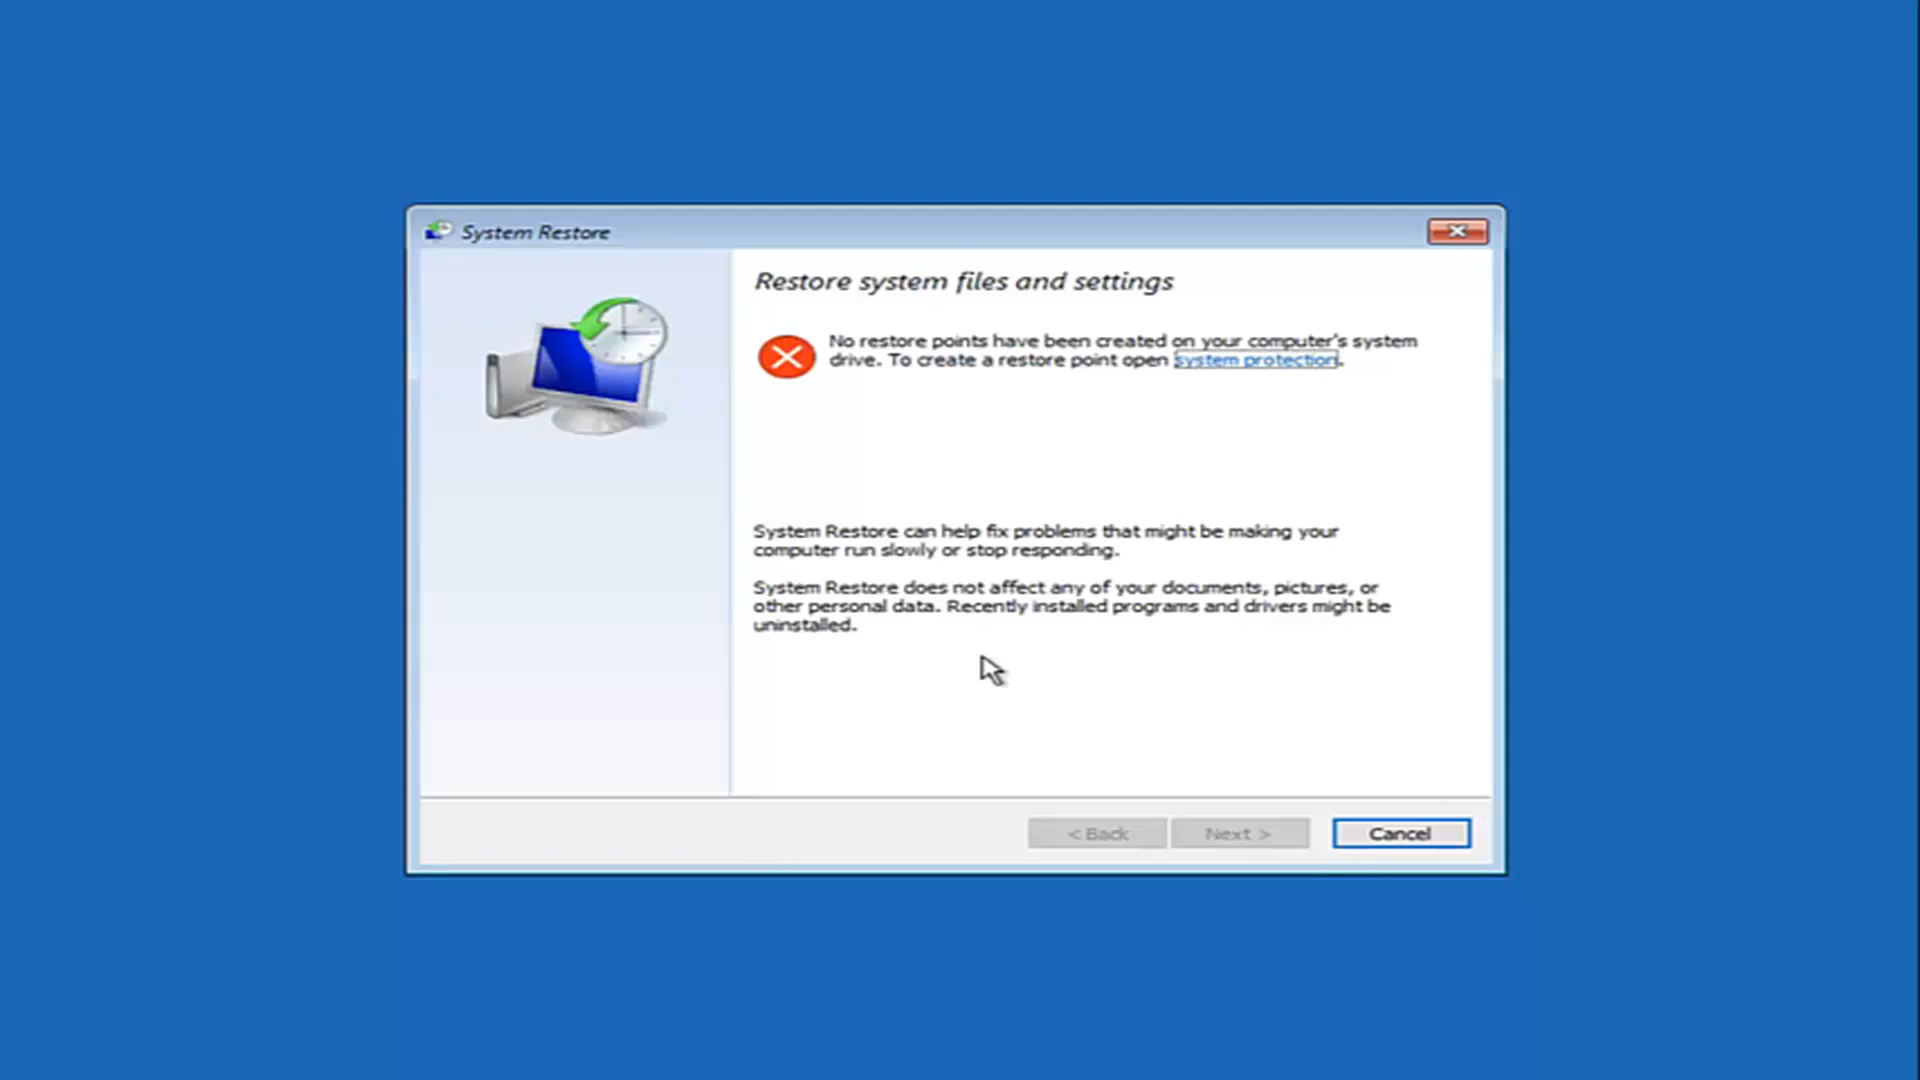 System Restore
Restore system files and settings
No restore points have been created on your computer's system
drive. To create a restore point open system protection.
System Restore can help fix problems that might be making your
computer run slowly or stop responding.
System Restore does not affect any of your documents, pictures, or
other personal data. Recently installed programs and drivers might be
uninstalled.
< Back
Next >
Cancel